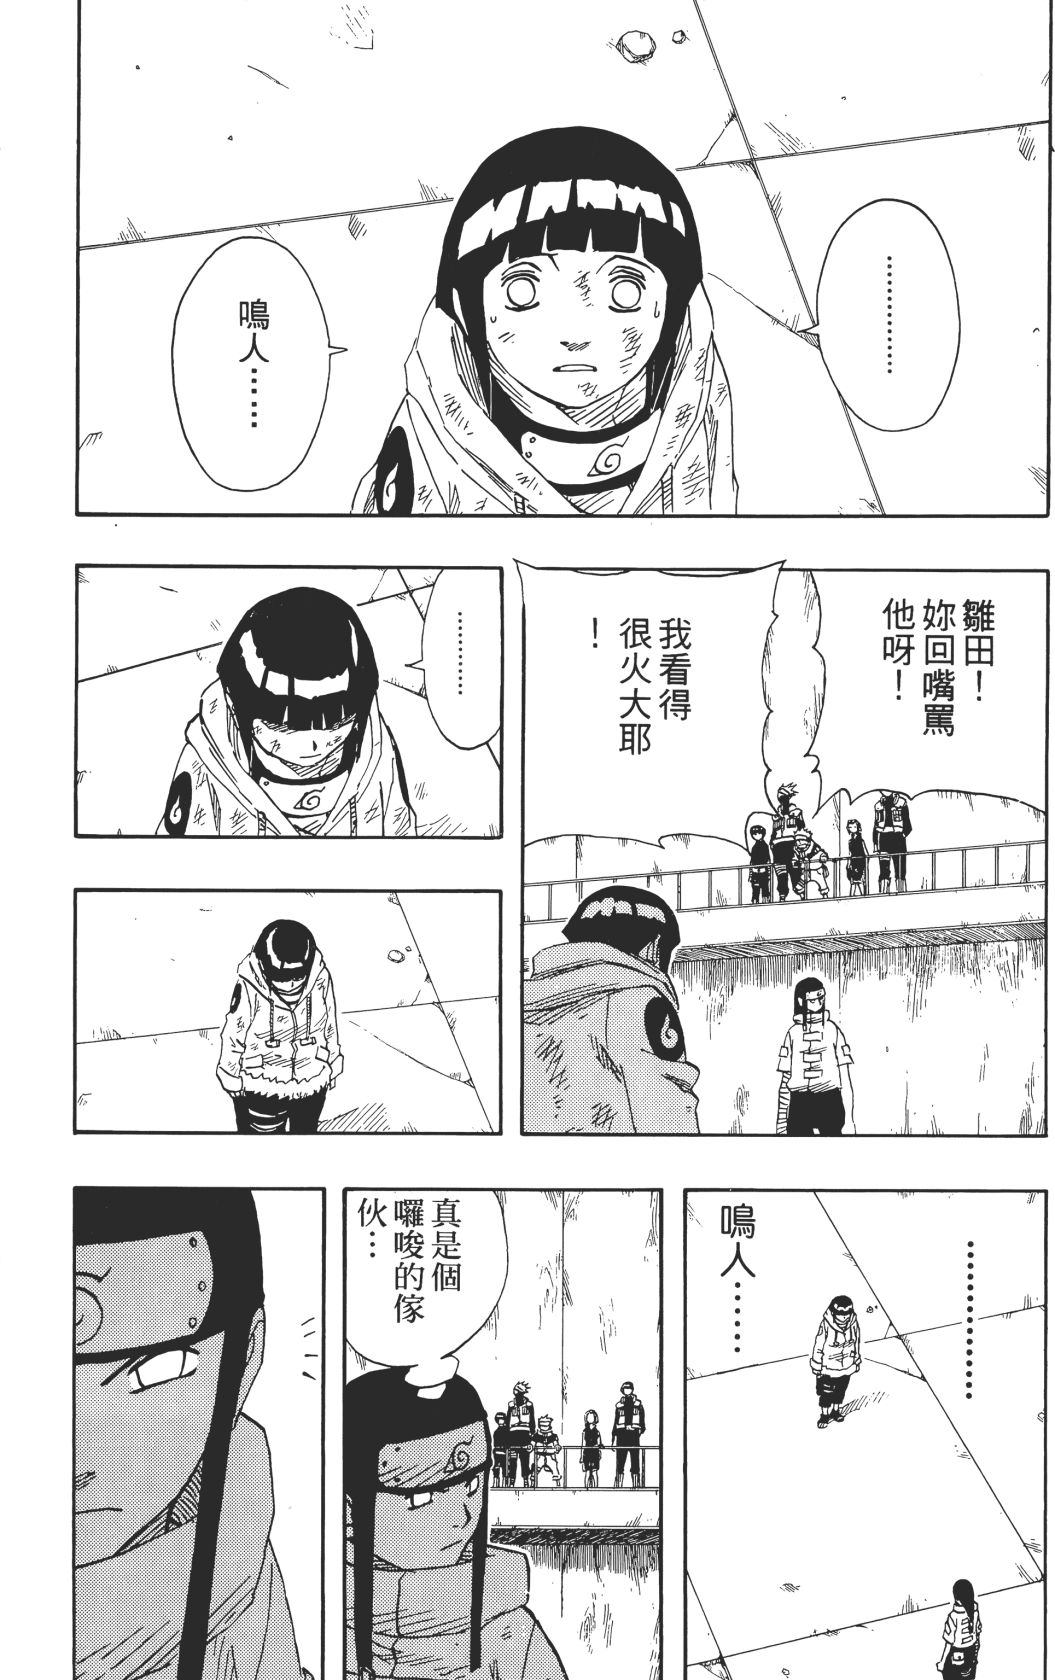 ………
鳴人……
雛田！
妳回嘴罵
他呀！
我看得
很火大耶
！
………
…………
鳴人……
真是個
囉唆的傢
伙…